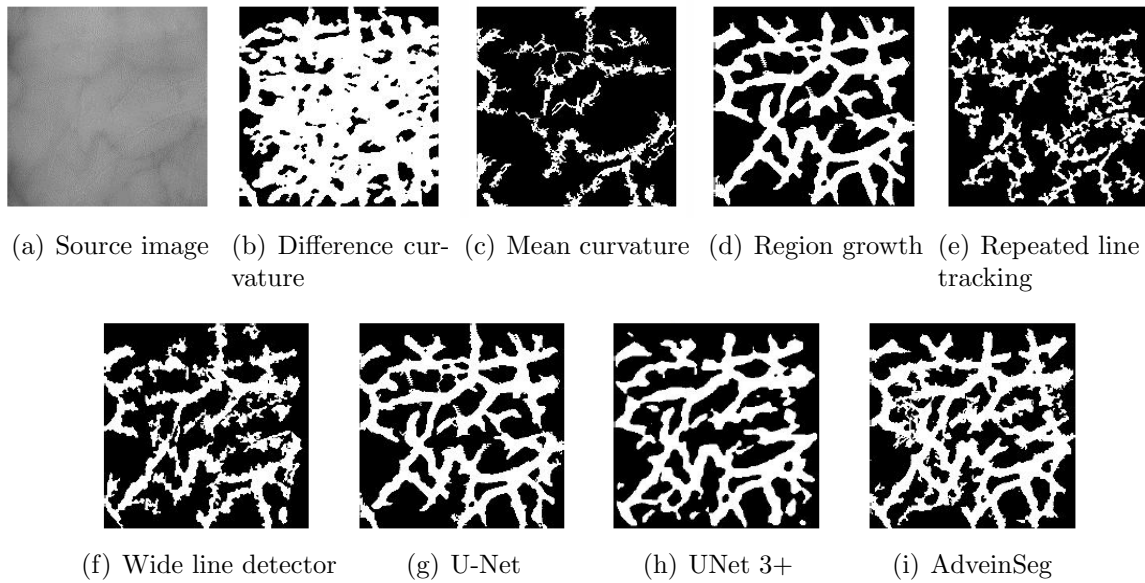 (a) Source image
(b) Difference cur-
vature
(c) Mean curvature
(d) Region growth
(e) Repeated line
tracking
(f) Wide line detector
(g) U-Net
(h) UNet 3+
(i) AdveinSeg